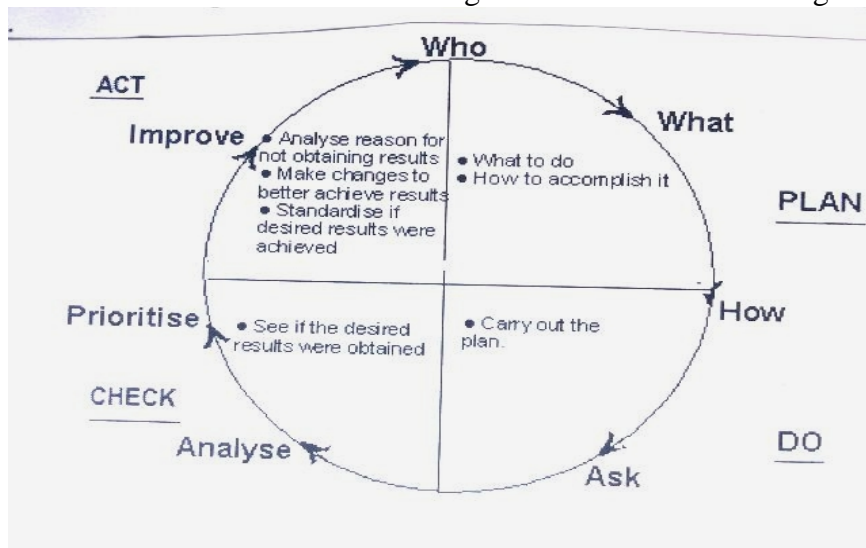 Who
ACT
What
Improve
● Analyse reason for
not obtaining results
● Make changes to
better achieve results
● Standardise if
desired results were
achieved
● What to do
● How to accomplish it
PLAN
How
Prioritise
● See if the desired
results were obtained
● Carry out the
plan.
CHECK
Analyse
Ask
DO